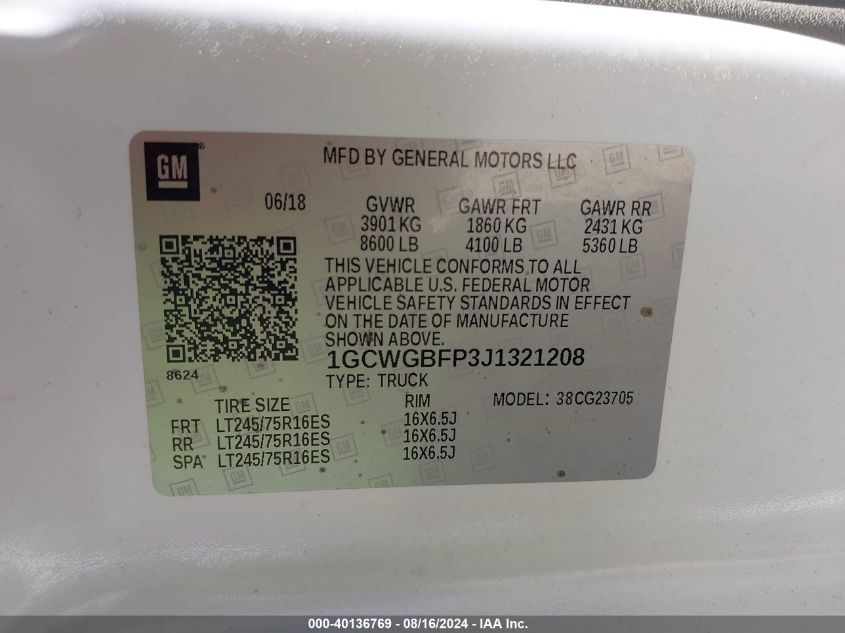 GM
MFD BY GENERAL MOTORS LLC
06/18 GVWR GAWR FRT GAWR RR
3901 KG 1860 KG 2431 KG
8600 LB 4100 LB 5360 LB
THIS VEHICLE CONFORMS TO ALL
APPLICABLE U.S. FEDERAL MOTOR
VEHICLE SAFETY STANDARDS IN EFFECT
ON THE DATE OF MANUFACTURE
SHOWN ABOVE.
8624
1GCWGBFP3J1321208
TYPE: TRUCK MODEL: 38CG23705
TIRE SIZE RIM
FRT LT245/75R16ES 16X6.5J
RR LT245/75R16ES 16X6.5J
SPA LT245/75R16ES 16X6.5J
000-40136769 - 08/16/2024 - IAA Inc.